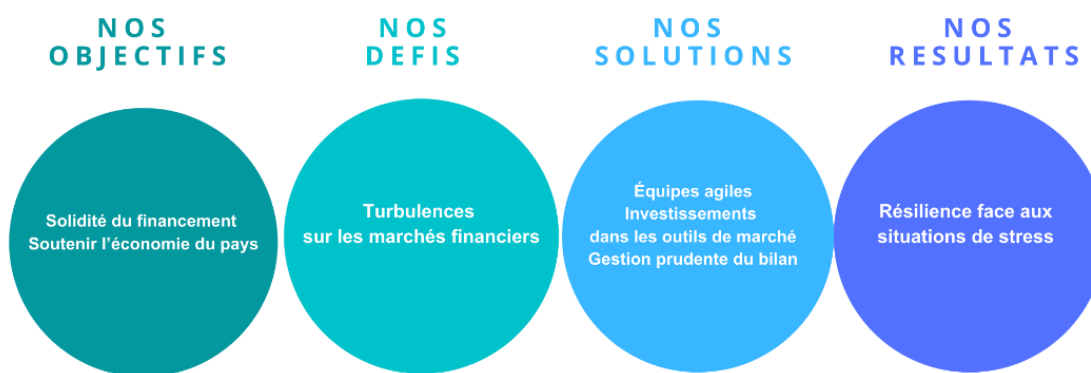 NOS
OBJECTIFS
Solidité du financement
Soutenir l'économie du pays
NOS
DEFIS
Turbulences
sur les marchés financiers
NOS
SOLUTIONS
Équipes agiles
Investissements
dans les outils de marché
Gestion prudente du bilan
NOS
RESULTATS
Résilience face aux
situations de stress